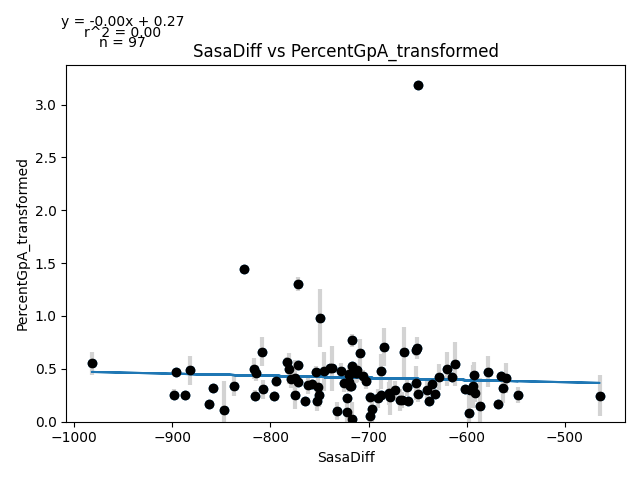 y = -0.00x + 0.27
r^2 = 0.00
n = 97
SasaDiff vs PercentGpA_transformed
3.0
2.5
2.0
1.5
1.0
0.5
0.0
PercentGpA_transformed
−1000 −900 −800 −700 −600 −500
SasaDiff